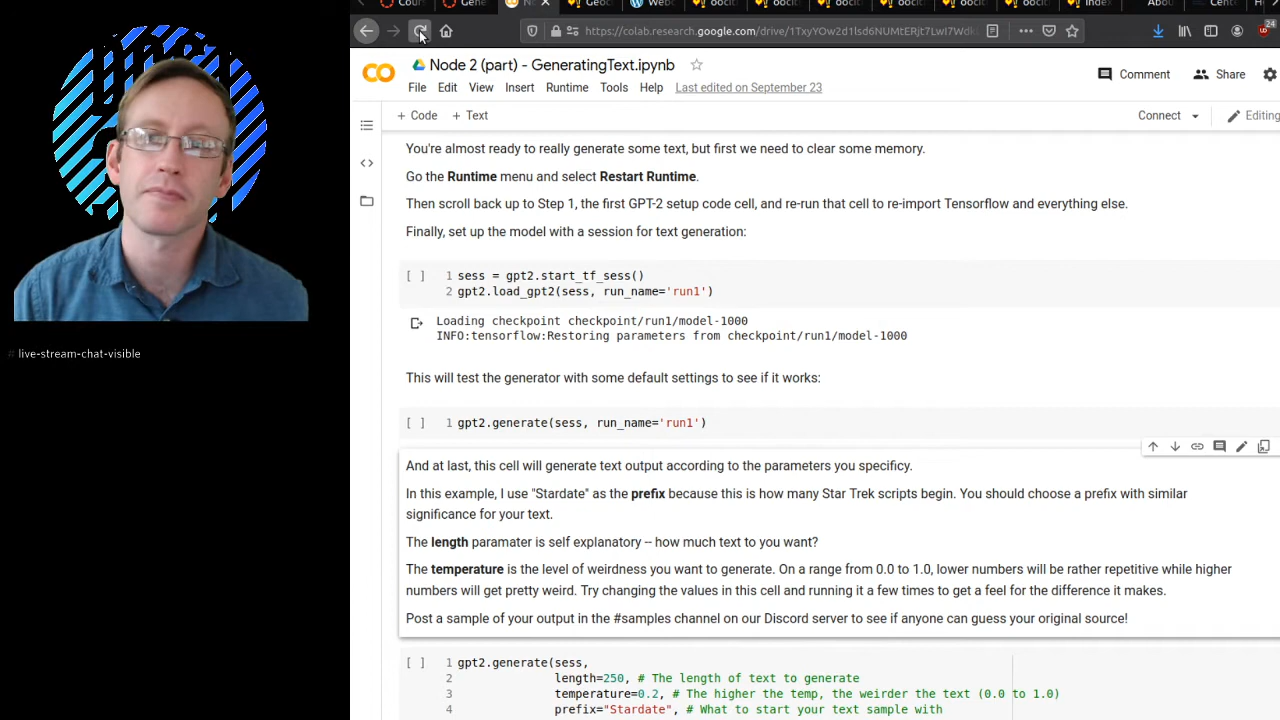 Cour
Gene
N
Geoc
Webc
oocit
oocit
oocit
oocit
oocit
Index
Abou
Cente
H
https://colab.research.google.com/drive/1TxyYOw2d1lsd6NUMtERjt7LwI7Wdk
CO
Node 2 (part) - GeneratingText.ipynb
Comment
Share
File Edit View Insert Runtime Tools Help Last edited on September 23
+ Code + Text
Connect
Editing
You're almost ready to really generate some text, but first we need to clear some memory.
Go the Runtime menu and select Restart Runtime.
Then scroll back up to Step 1, the first GPT-2 setup code cell, and re-run that cell to re-import Tensorflow and everything else.
Finally, set up the model with a session for text generation:
[ ] 1 sess = gpt2.start_tf_sess()
2 gpt2.load_gpt2(sess, run_name='run1')
Loading checkpoint checkpoint/run1/model-1000
INFO:tensorflow:Restoring parameters from checkpoint/run1/model-1000
This will test the generator with some default settings to see if it works:
[ ] 1 gpt2.generate(sess, run_name='run1')
And at last, this cell will generate text output according to the parameters you specificy.
In this example, I use "Stardate" as the prefix because this is how many Star Trek scripts begin. You should choose a prefix with similar
significance for your text.
The length paramater is self explanatory -- how much text to you want?
The temperature is the level of weirdness you want to generate. On a range from 0.0 to 1.0, lower numbers will be rather repetitive while higher
numbers will get pretty weird. Try changing the values in this cell and running it a few times to get a feel for the difference it makes.
Post a sample of your output in the #samples channel on our Discord server to see if anyone can guess your original source!
[ ] 1 gpt2.generate(sess,
2 length=250, # The length of text to generate
3 temperature=0.2, # The higher the temp, the weirder the text (0.0 to 1.0)
4 prefix="Stardate", # What to start your text sample with
# live-stream-chat-visible